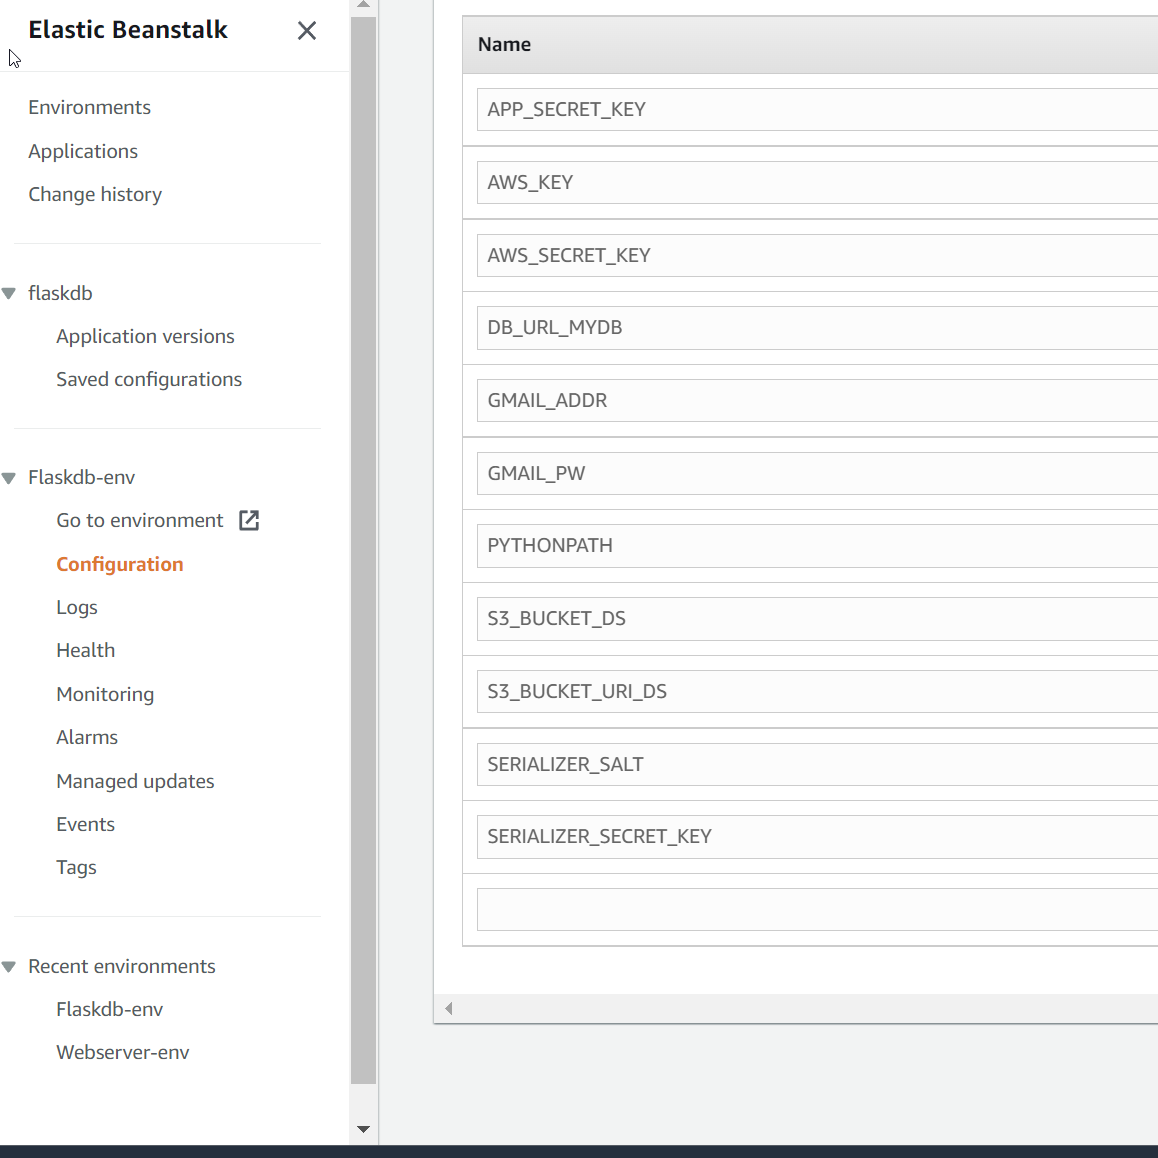 Elastic Beanstalk
Environments
Applications
Change history
flaskdb
Application versions
Saved configurations
Flaskdb-env
Go to environment
Configuration
Logs
Health
Monitoring
Alarms
Managed updates
Events
Tags
Recent environments
Flaskdb-env
Webserver-env
Name
APP_SECRET_KEY
AWS_KEY
AWS_SECRET_KEY
DB_URL_MYDB
GMAIL_ADDR
GMAIL_PW
PYTHONPATH
S3_BUCKET_DS
S3_BUCKET_URI_DS
SERIALIZER_SALT
SERIALIZER_SECRET_KEY